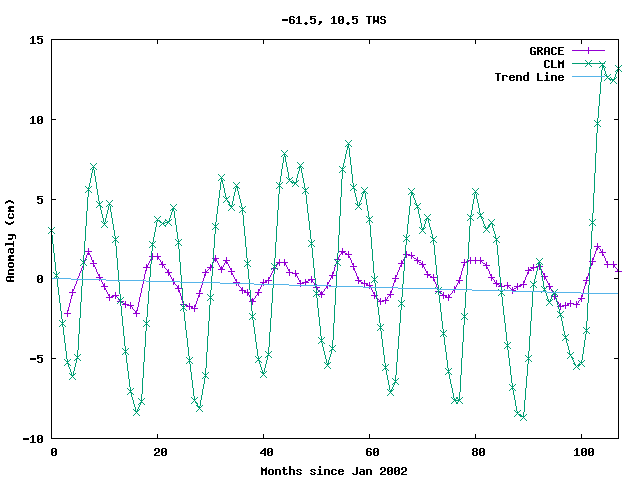 -61.5, 10.5 TWS
GRACE
CLM
Trend Line
15
10
5
0
-5
-10
Anomaly (cm)
0 20 40 60 80 100
Months since Jan 2002